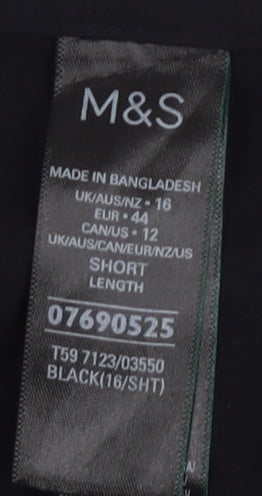 M&S
MADE IN BANGLADESH
UK/AUS/NZ • 16
EUR • 44
CAN/US • 12
UK/AUS/CAN/EUR/NZ/US
SHORT
LENGTH
07690525
T59 7123/03550
BLACK(16/SHT)